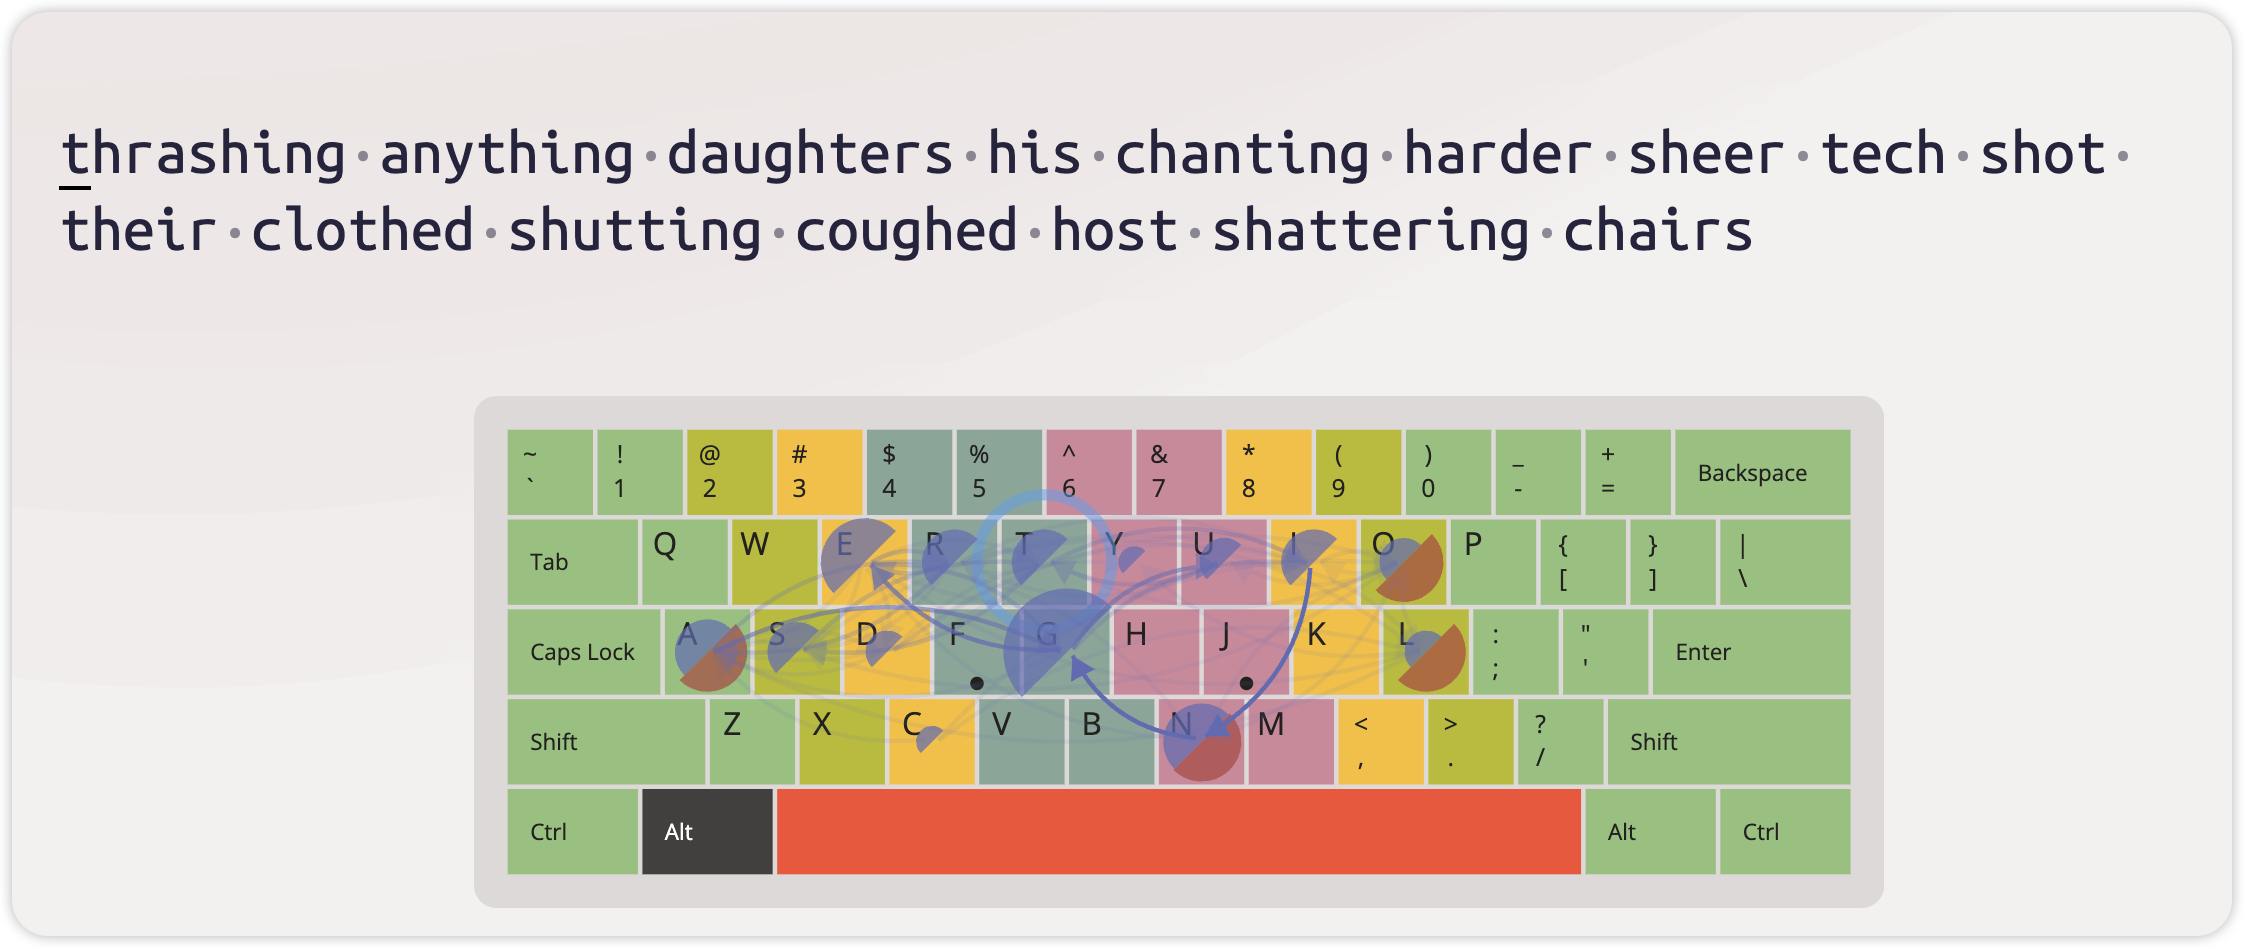 thrashing·anything·daughters·his·chanting·harder·sheer·tech·shot·
their·clothed·shutting·coughed·host·shattering·chairs
~ ! @ # $ % ^ & * ( ) _ +
` 1 2 3 4 5 6 7 8 9 0 - = Backspace
Tab Q W E R T Y U I O P { } |
[ ] \
Caps Lock A S D F G H J K L : " Enter
; '
Shift Z X C V B N M < > ? Shift
, . /
Ctrl Alt Alt Ctrl